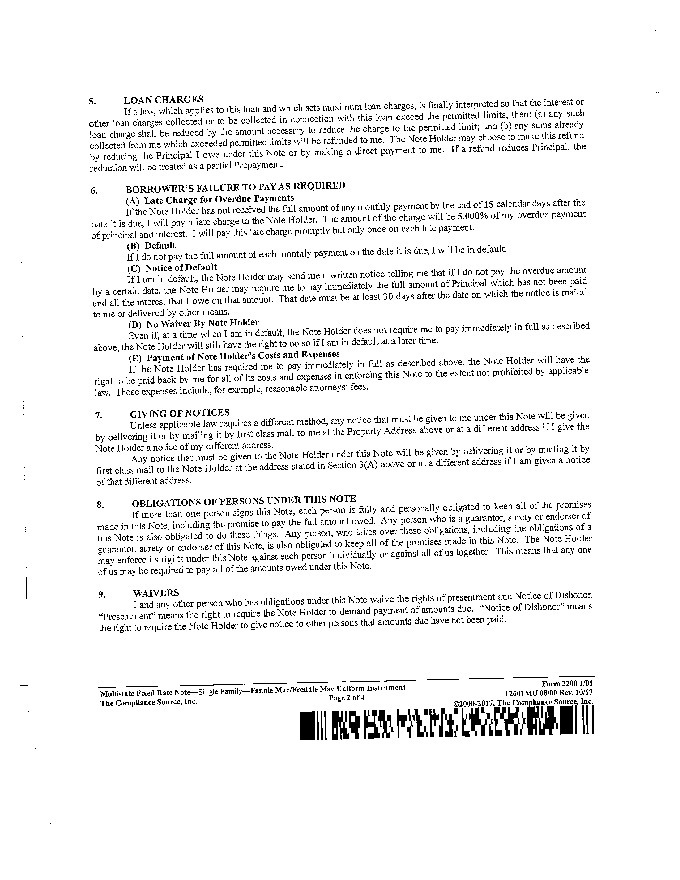 5. LOAN CHARGES
If a law, which applies to this loan and which sets maximum loan charges, is finally interpreted so that the interest or
other loan charges collected or to be collected in connection with this loan exceed the permitted limits, then: (a) any such
loan charge shall be reduced by the amount necessary to reduce the charge to the permitted limit; and (b) any sums already
collected from me which exceeded permitted limits will be refunded to me. The Note Holder may choose to make this refund
by reducing the Principal I owe under this Note or by making a direct payment to me. If a refund reduces Principal, the
reduction will be treated as a partial Prepayment.
6. BORROWER'S FAILURE TO PAY AS REQUIRED
(A) Late Charge for Overdue Payments
If the Note Holder has not received the full amount of any monthly payment by the end of 15 calendar days after the
date it is due, I will pay a late charge to the Note Holder. The amount of the charge will be 5.000% of my overdue payment
of principal and interest. I will pay this late charge promptly but only once on each late payment.
(B) Default
If I do not pay the full amount of each monthly payment on the date it is due, I will be in default.
(C) Notice of Default
If I am in default, the Note Holder may send me a written notice telling me that if I do not pay the overdue amount
by a certain date, the Note Holder may require me to pay immediately the full amount of Principal which has not been paid
and all the interest that I owe on that amount. That date must be at least 30 days after the date on which the notice is mailed
to me or delivered by other means.
(D) No Waiver By Note Holder
Even if, at a time when I am in default, the Note Holder does not require me to pay immediately in full as described
above, the Note Holder will still have the right to do so if I am in default at a later time.
(E) Payment of Note Holder's Costs and Expenses
If the Note Holder has required me to pay immediately in full as described above, the Note Holder will have the
right to be paid back by me for all of its costs and expenses in enforcing this Note to the extent not prohibited by applicable
law. Those expenses include, for example, reasonable attorneys' fees.
7. GIVING OF NOTICES
Unless applicable law requires a different method, any notice that must be given to me under this Note will be given
by delivering it or by mailing it by first class mail to me at the Property Address above or at a different address if I give the
Note Holder a notice of my different address.
Any notice that must be given to the Note Holder under this Note will be given by delivering it or by mailing it by
first class mail to the Note Holder at the address stated in Section 3(A) above or at a different address if I am given a notice
of that different address.
8. OBLIGATIONS OF PERSONS UNDER THIS NOTE
If more than one person signs this Note, each person is fully and personally obligated to keep all of the promises
made in this Note, including the promise to pay the full amount owed. Any person who is a guarantor, surety or endorser of
this Note is also obligated to do these things. Any person who takes over these obligations, including the obligations of a
guarantor, surety or endorser of this Note, is also obligated to keep all of the promises made in this Note. The Note Holder
may enforce its rights under this Note against each person individually or against all of us together. This means that any one
of us may be required to pay all of the amounts owed under this Note.
9. WAIVERS
I and any other person who has obligations under this Note waive the rights of presentment and Notice of Dishonor.
"Presentment" means the right to require the Note Holder to demand payment of amounts due. "Notice of Dishonor" means
the right to require the Note Holder to give notice to other persons that amounts due have not been paid.
Multistate Fixed Rate Note—Single Family—Fannie Mae/Freddie Mac Uniform Instrument
Form 3200 1/01
The Compliance Source, Inc.
Page 2 of 4
©2000-2017, The Compliance Source, Inc.